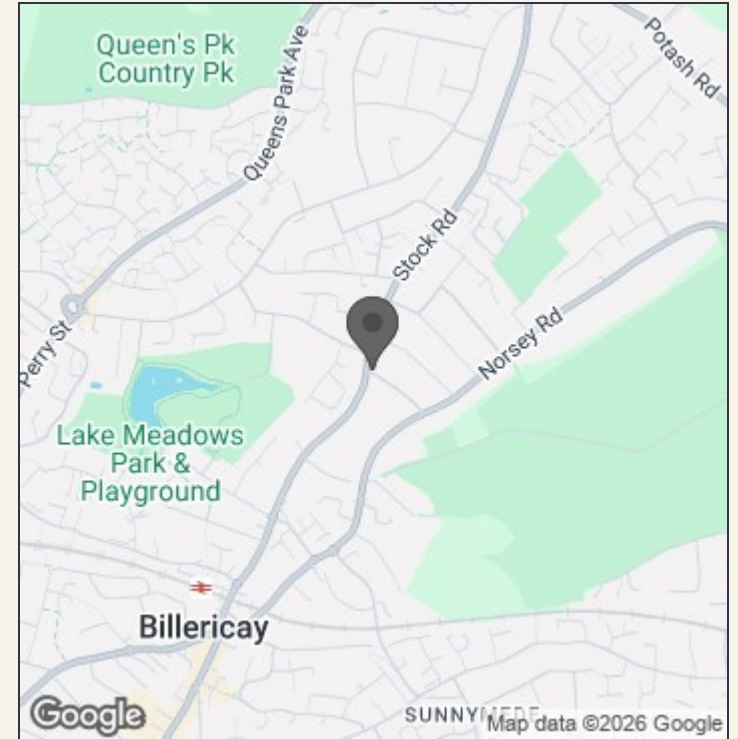 Queen's Pk
Country Pk
Queens Park Ave
Potash Rd
Stock Rd
Norsey Rd
Perry St
Lake Meadows
Park &
Playground
Billericay
SUNNYMEDE
Google
Map data ©2026 Google